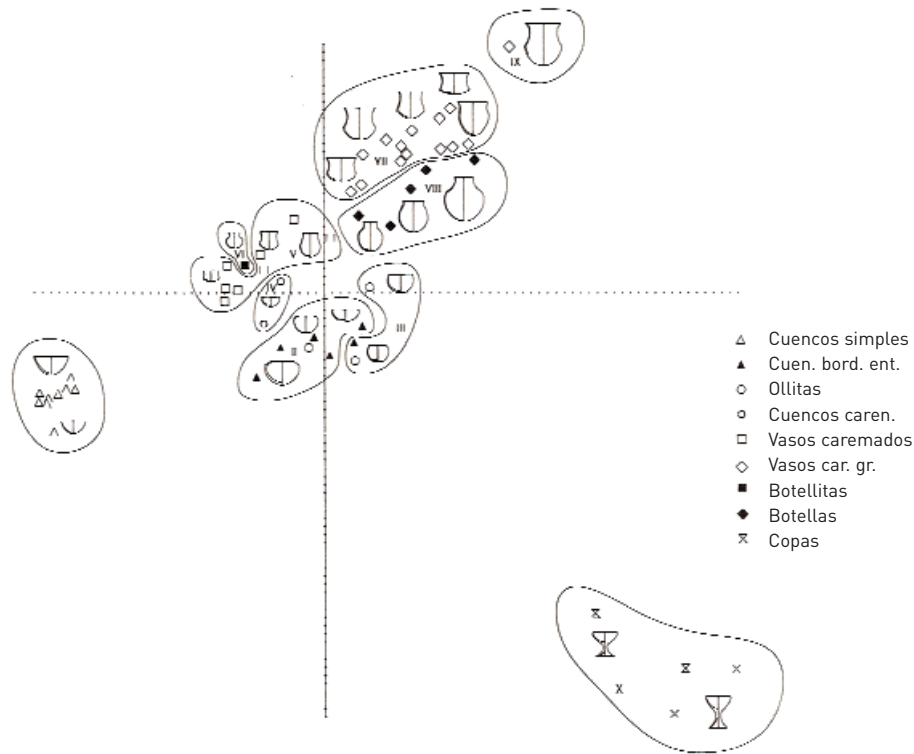 IX
VII
VIII
V
VI
IV
III
II
Cuencos simples
Cuen. bord. ent.
Ollitas
Cuencos caren.
Vasos caremados
Vasos car. gr.
Botellitas
Botellas
Copas